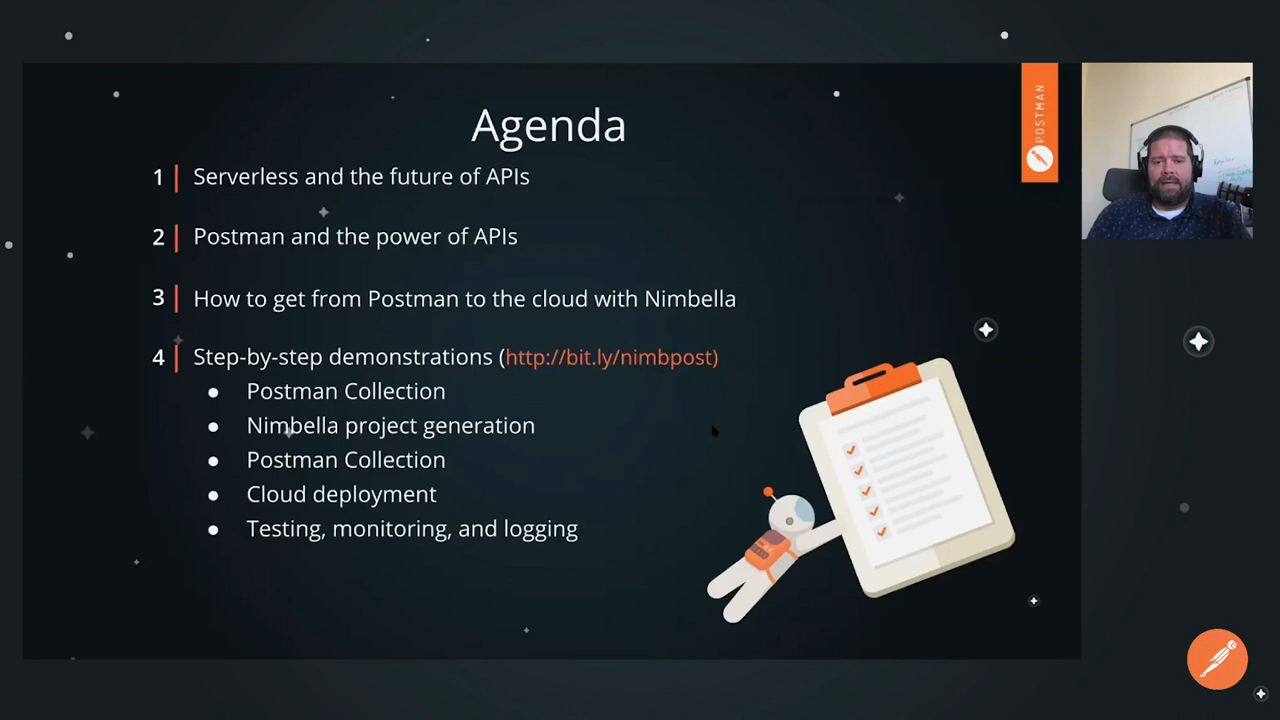 Agenda
POSTMAN
1 Serverless and the future of APIs
2 Postman and the power of APIs
3 How to get from Postman to the cloud with Nimbella
4 Step-by-step demonstrations (http://bit.ly/nimbpost)
● Postman Collection
● Nimbella project generation
● Postman Collection
● Cloud deployment
● Testing, monitoring, and logging